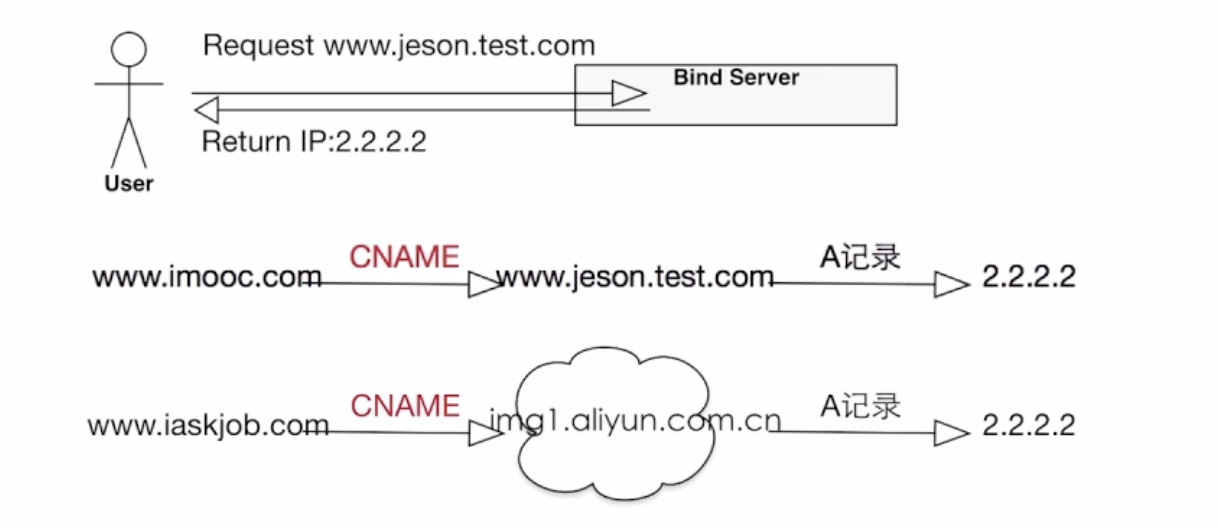 Request www.jeson.test.com
Bind Server
Return IP:2.2.2.2
User
CNAME
A记录
www.imooc.com
www.jeson.test.com
2.2.2.2
CNAME
A记录
www.iaskjob.com
img1.aliyun.com.cn
2.2.2.2